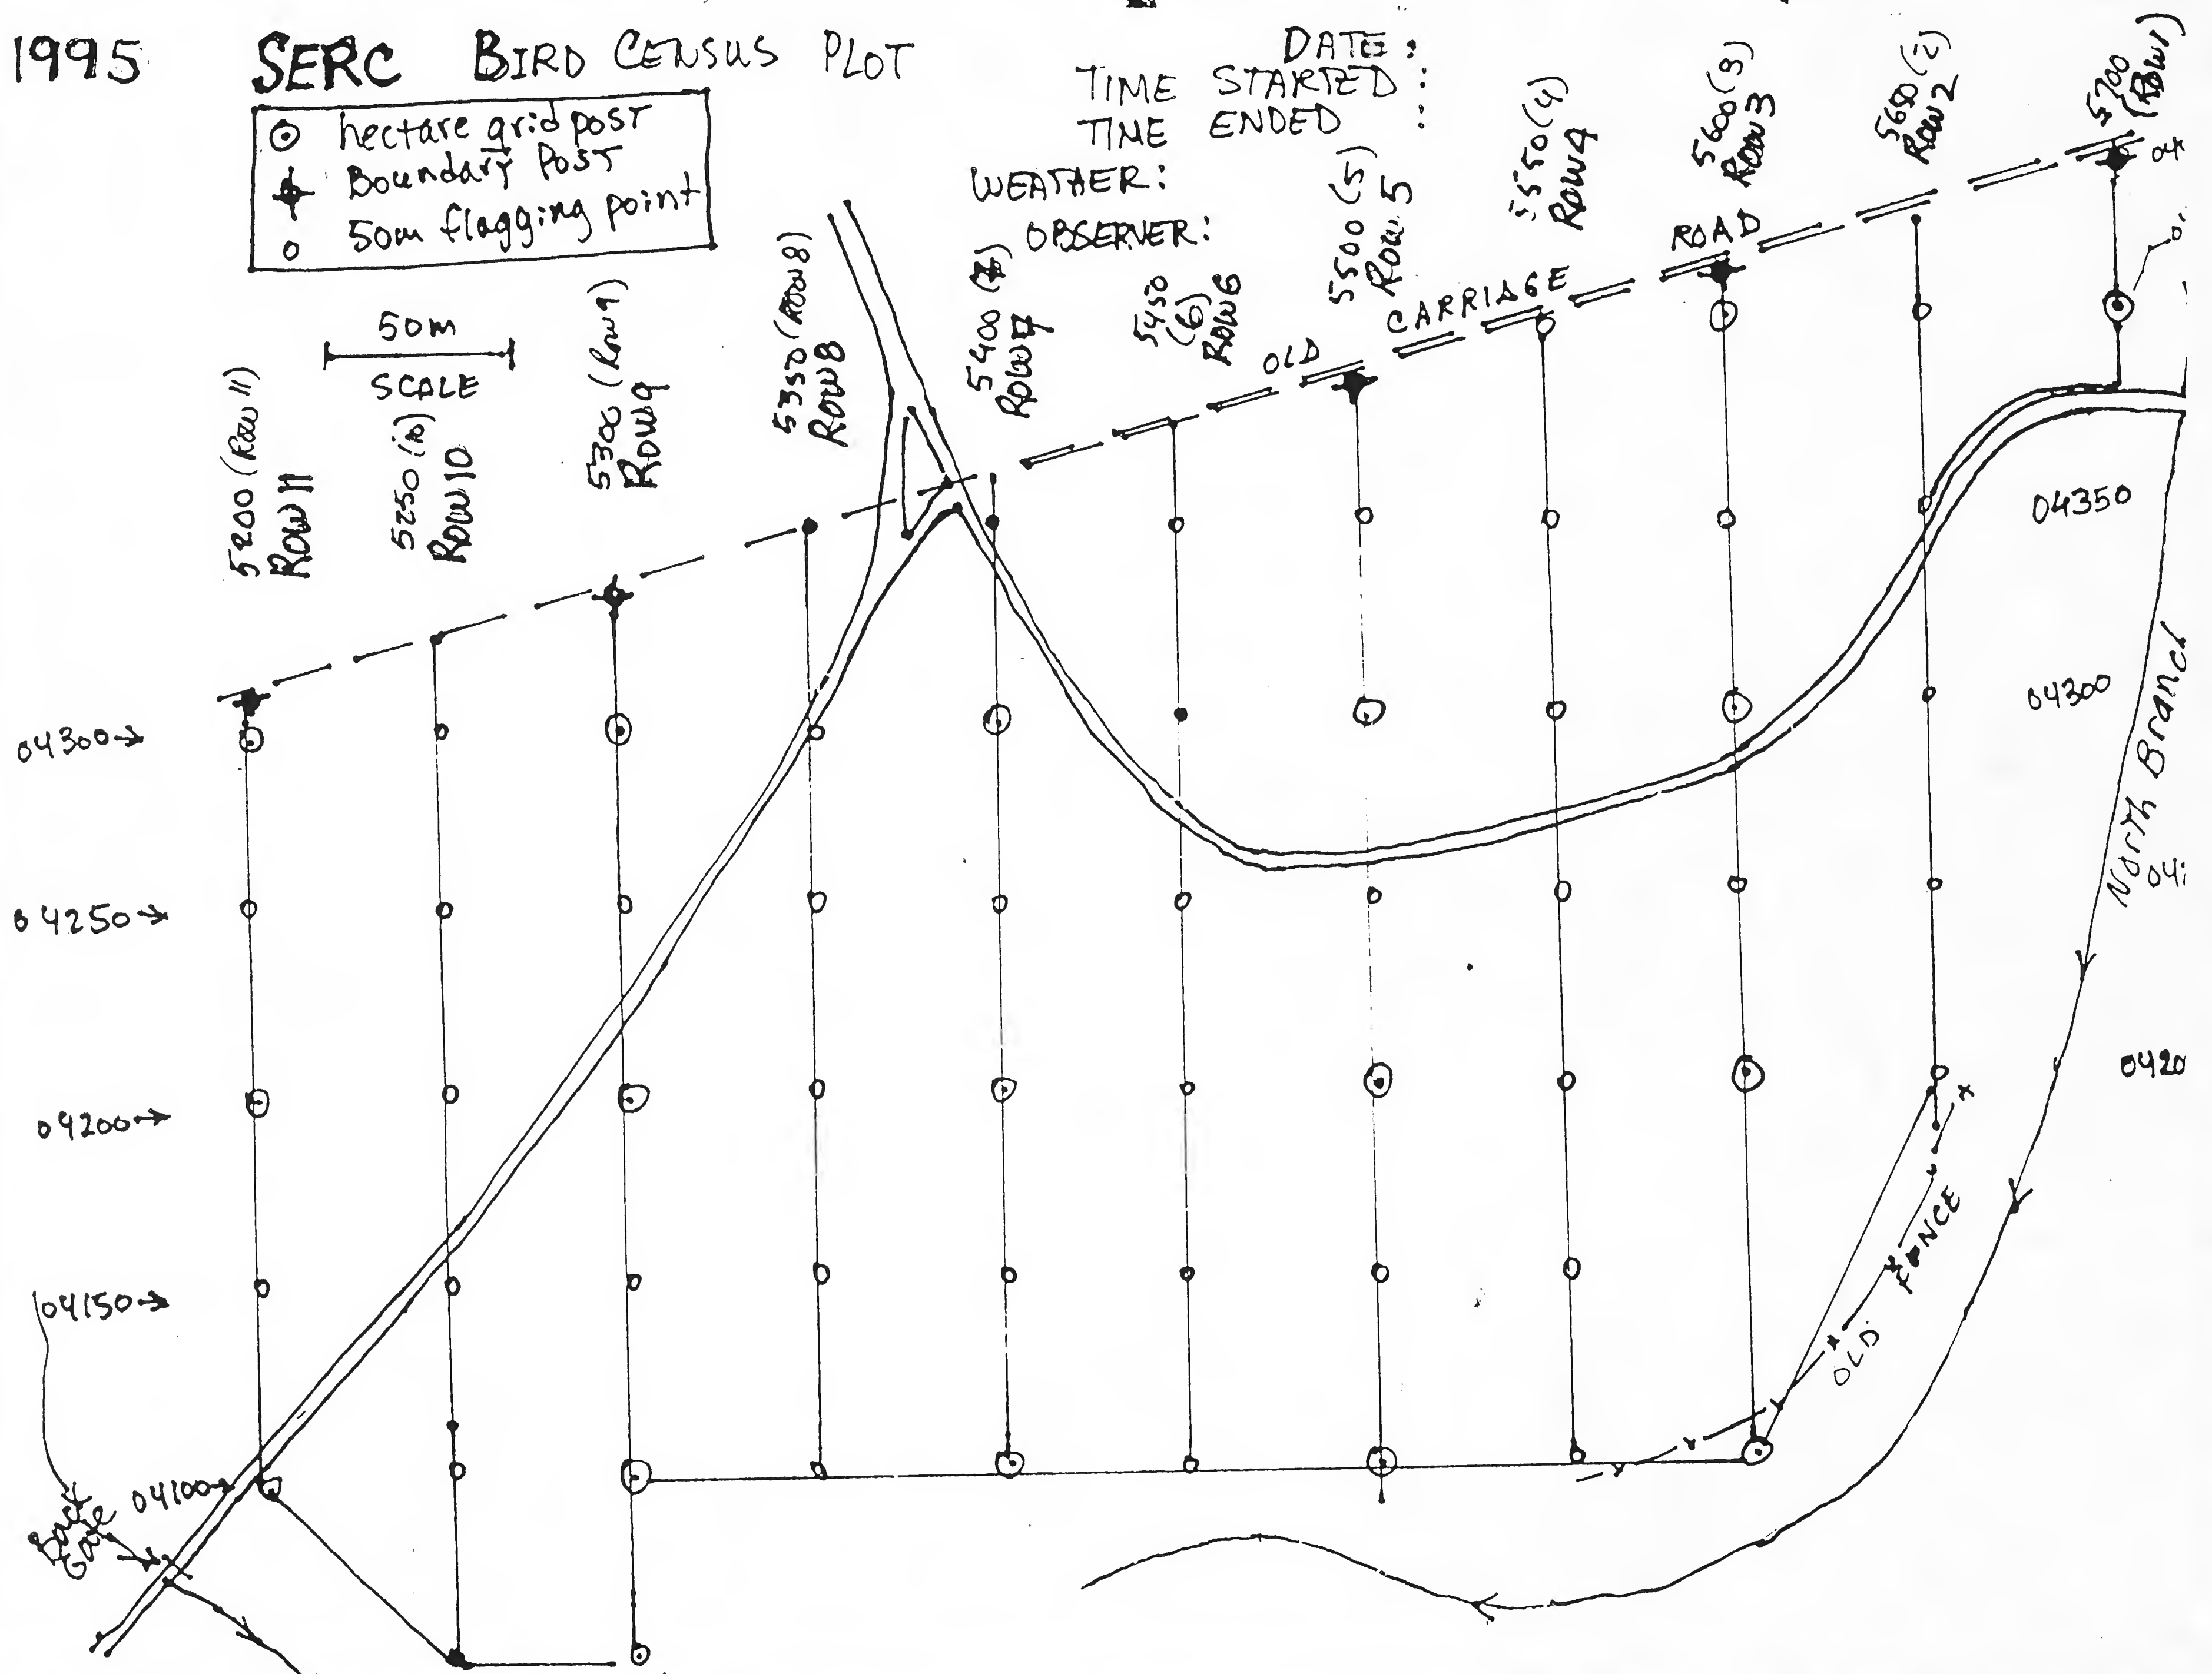 1995 SERC BIRD CENSUS PLOT
DATE:
TIME STARTED:
TIME ENDED:
WEATHER:
OBSERVER:
hectare grid post
Boundary Post
50m flagging point
50m
SCALE
5200 (Row 11)
Row 11
5250 (10)
Row 10
5300 (Row 9)
Row 9
5350 (Row 8)
Row 8
5400 (7)
Row 7
5450
(6)
Row 6
5500 (5)
Row 5
5550 (4)
Row 4
5600 (3)
Row 3
5650 (2)
Row 2
5700
(Row 1)
OLD CARRIAGE ROAD
04350
04300
04
0420
North Branch
04300→
04250→
04200→
04150→
04100→
Back
Gate
OLD FENCE